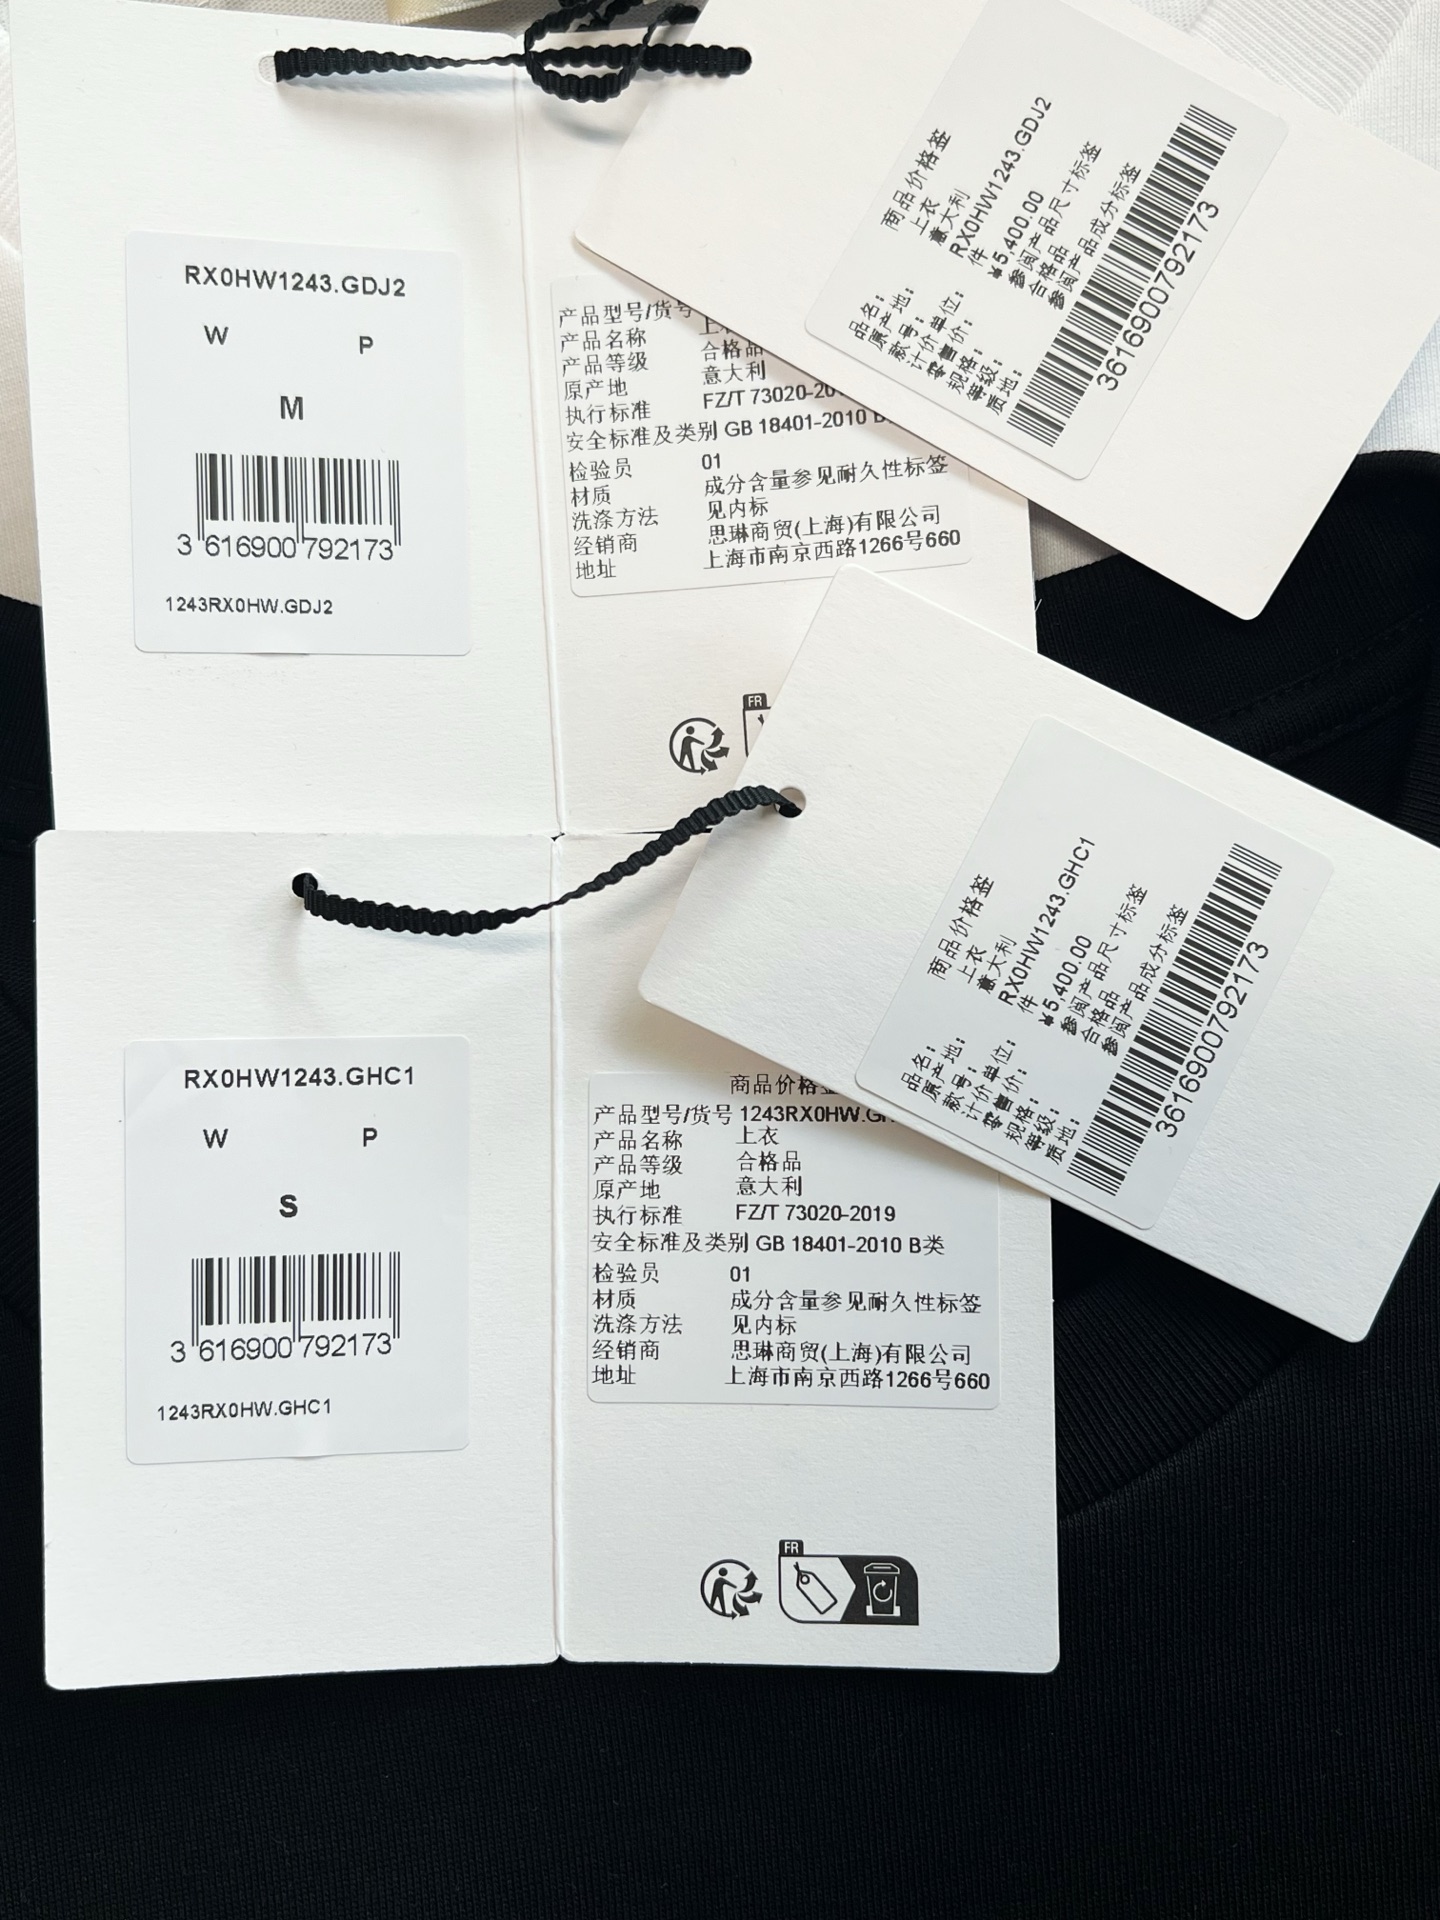 RX0HW1243.GDJ2
W P
M
3 616900 792173
1243RX0HW.GDJ2
产品型号/货号
产品名称 上衣
产品等级 合格品
原产地 意大利
执行标准 FZ/T 73020-20
安全标准及类别 GB 18401-2010 B
检验员 01
材质 成分含量参见耐久性标签
洗涤方法 见内标
经销商 思琳商贸(上海)有限公司
地址 上海市南京西路1266号660
FR
商品价格签
品名: 上衣
原产地: 意大利
款号: RX0HW1243.GDJ2
计价单位: 件
零售价: ¥5,400.00
规格: 参阅产品尺寸标签
等级: 合格品
质地: 参阅产品成分标签
3616900792173
RX0HW1243.GHC1
W P
S
3 616900 792173
1243RX0HW.GHC1
商品价格签
产品型号/货号 1243RX0HW.GH
产品名称 上衣
产品等级 合格品
原产地 意大利
执行标准 FZ/T 73020-2019
安全标准及类别 GB 18401-2010 B类
检验员 01
材质 成分含量参见耐久性标签
洗涤方法 见内标
经销商 思琳商贸(上海)有限公司
地址 上海市南京西路1266号660
FR
商品价格签
品名: 上衣
原产地: 意大利
款号: RX0HW1243.GHC1
计价单位: 件
零售价: ¥5,400.00
规格: 参阅产品尺寸标签
等级: 合格品
质地: 参阅产品成分标签
3616900792173